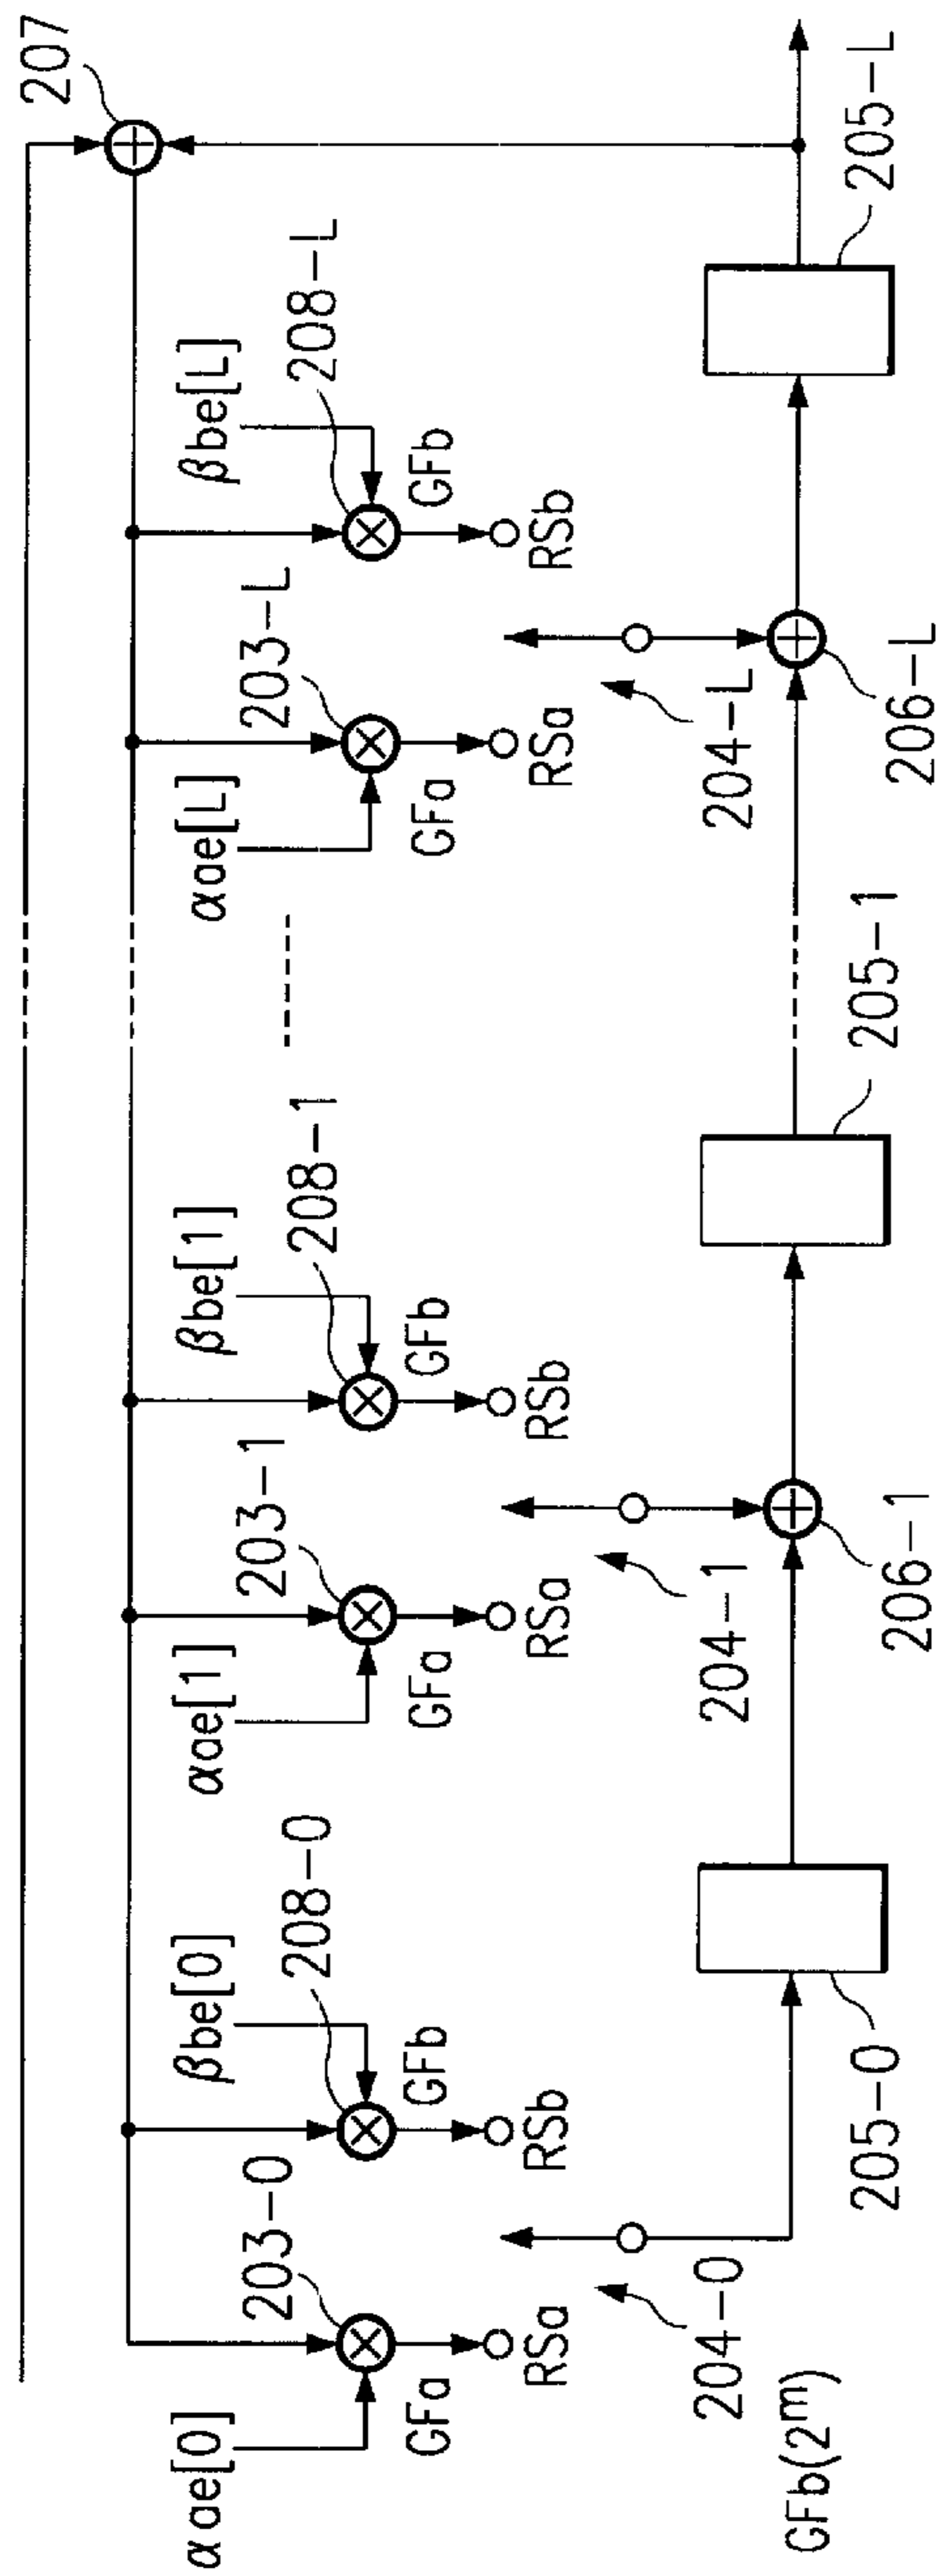 207
βbe[L]
208-L
GFb
RSb
203-L
αae[L]
GFa
RSa
204-L
206-L
205-L
205-1
βbe[1]
208-1
GFb
RSb
203-1
αae[1]
GFa
RSa
204-1
206-1
βbe[0]
208-0
GFb
RSb
203-0
αae[0]
GFa
RSa
204-0
205-0
GFb(2ᵐ)